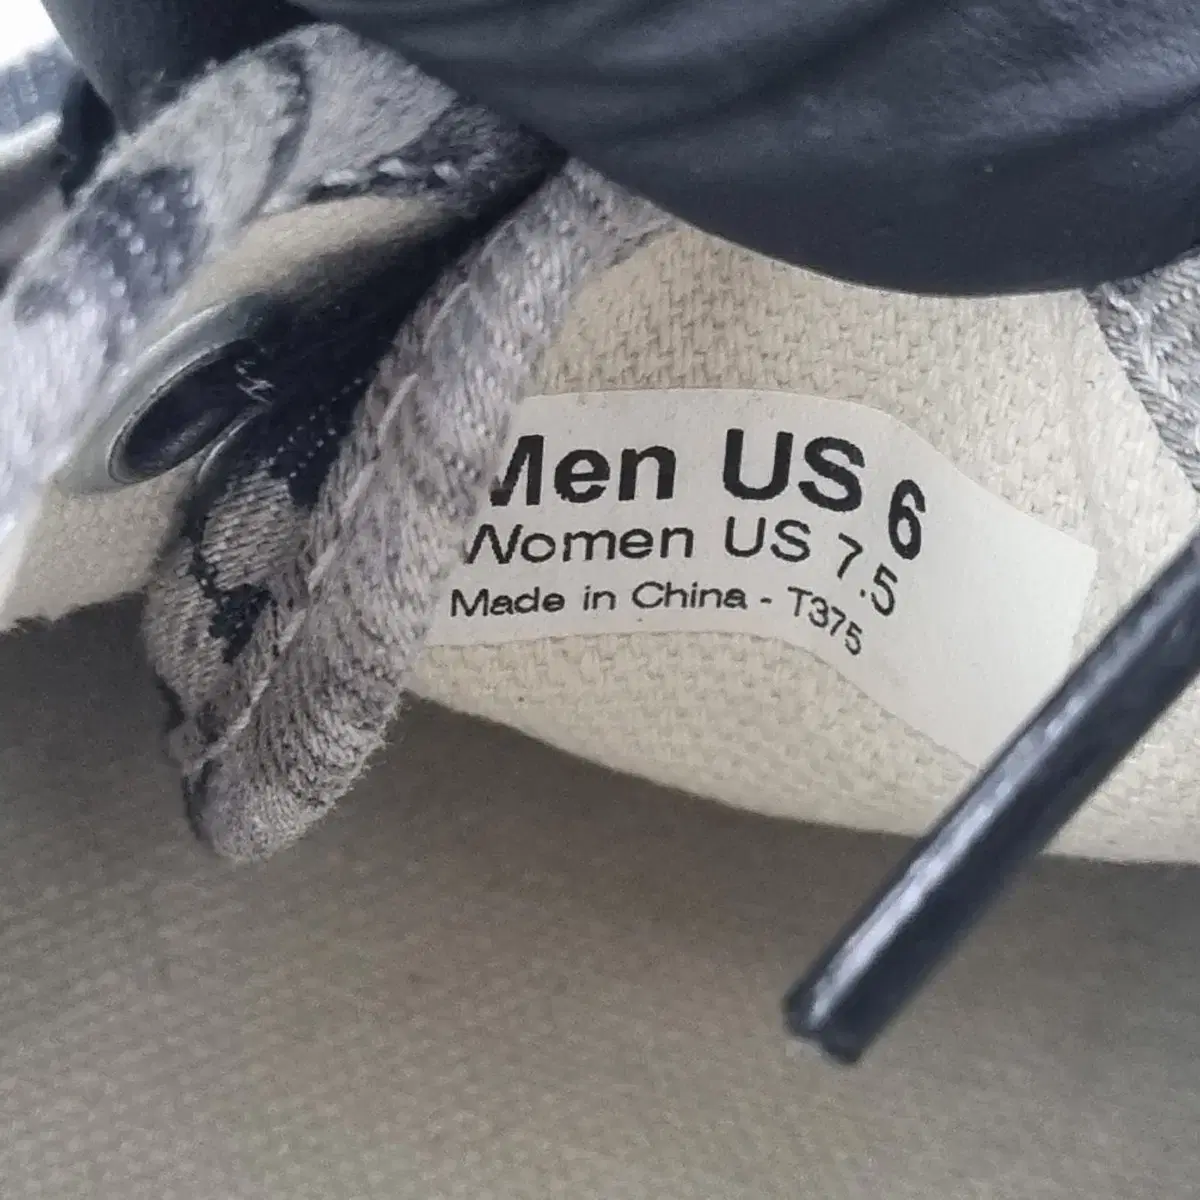 Men US 6
Women US 7.5
Made in China - T375